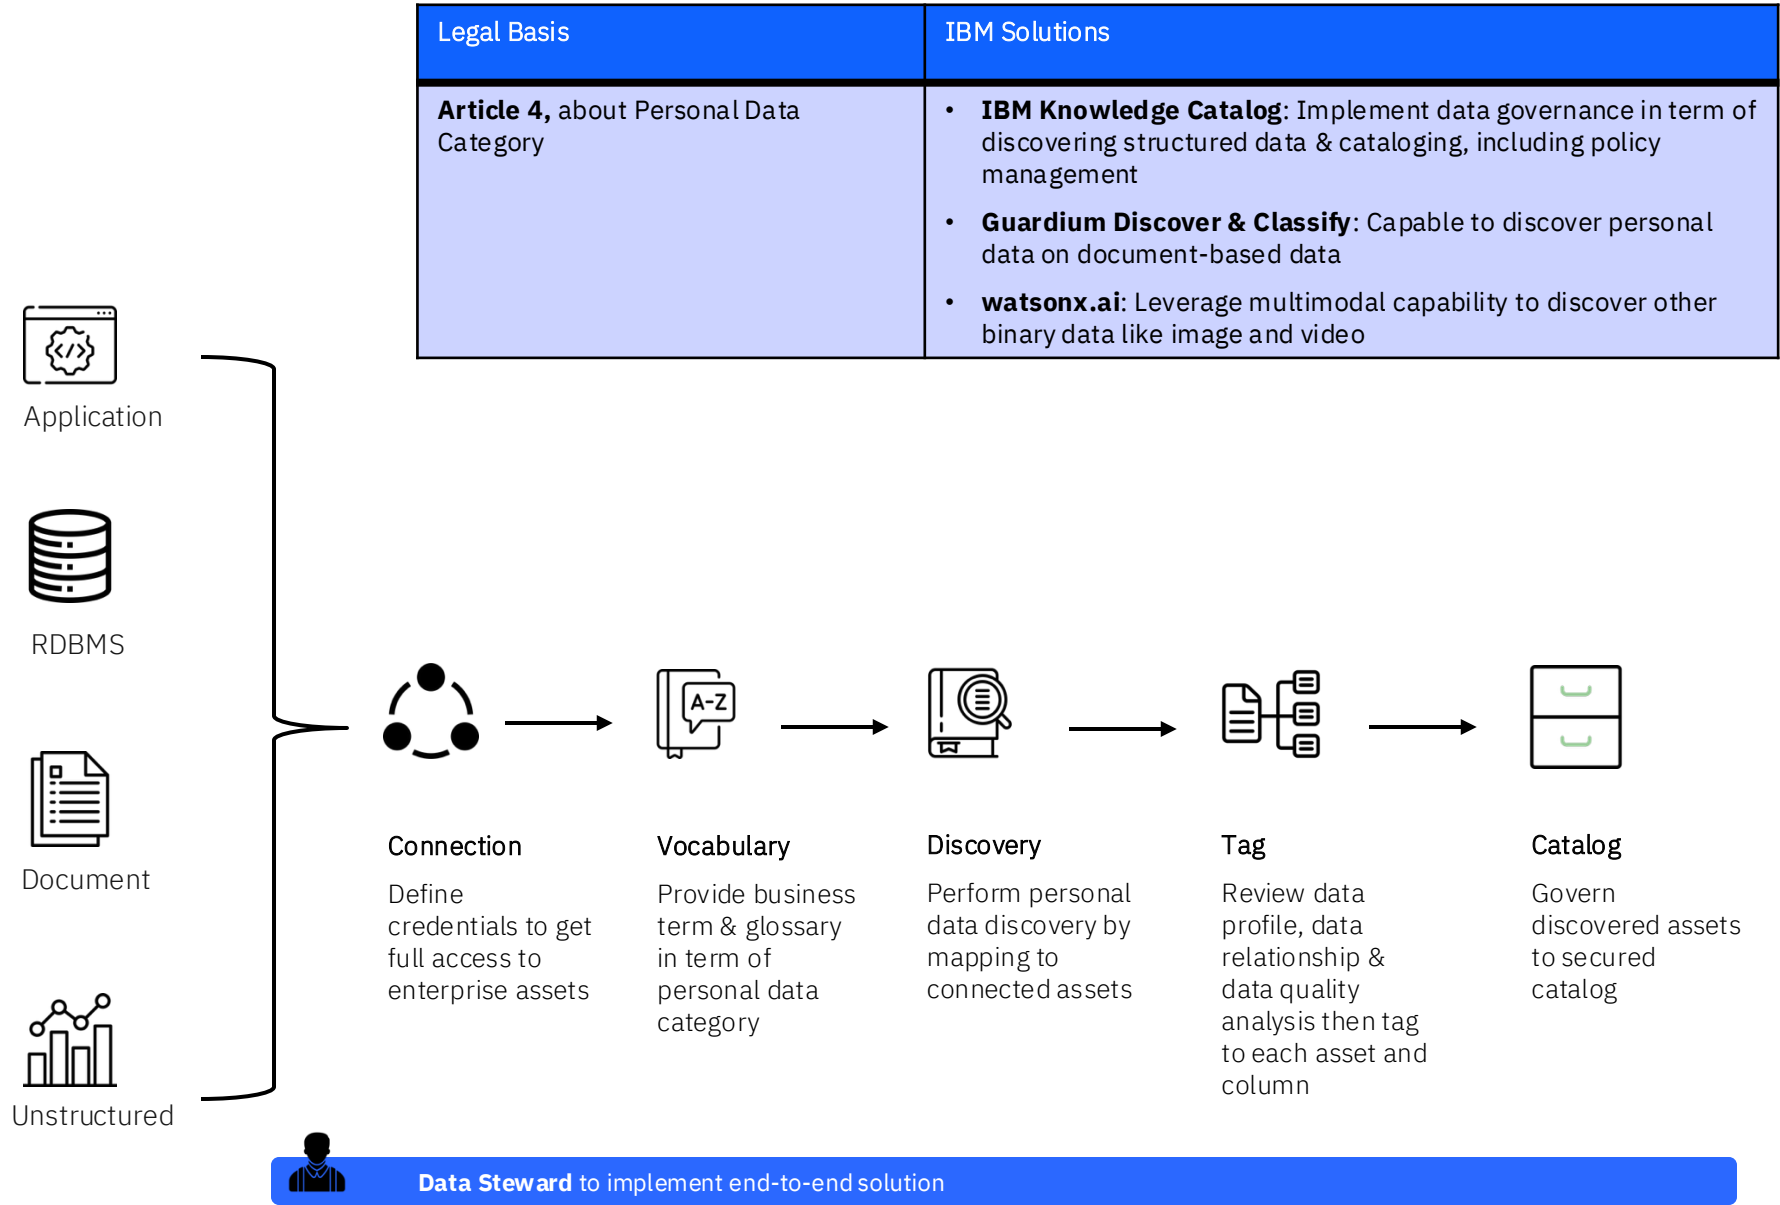 Legal Basis
IBM Solutions
Article 4, about Personal Data
Category
• IBM Knowledge Catalog: Implement data governance in term of
discovering structured data & cataloging, including policy
management
• Guardium Discover & Classify: Capable to discover personal
data on document-based data
• watsonx.ai: Leverage multimodal capability to discover other
binary data like image and video
</>
Application
RDBMS
Document
Unstructured
A-Z
Connection
Define
credentials to get
full access to
enterprise assets
Vocabulary
Provide business
term & glossary
in term of
personal data
category
Discovery
Perform personal
data discovery by
mapping to
connected assets
Tag
Review data
profile, data
relationship &
data quality
analysis then tag
to each asset and
column
Catalog
Govern
discovered assets
to secured
catalog
Data Steward to implement end-to-end solution